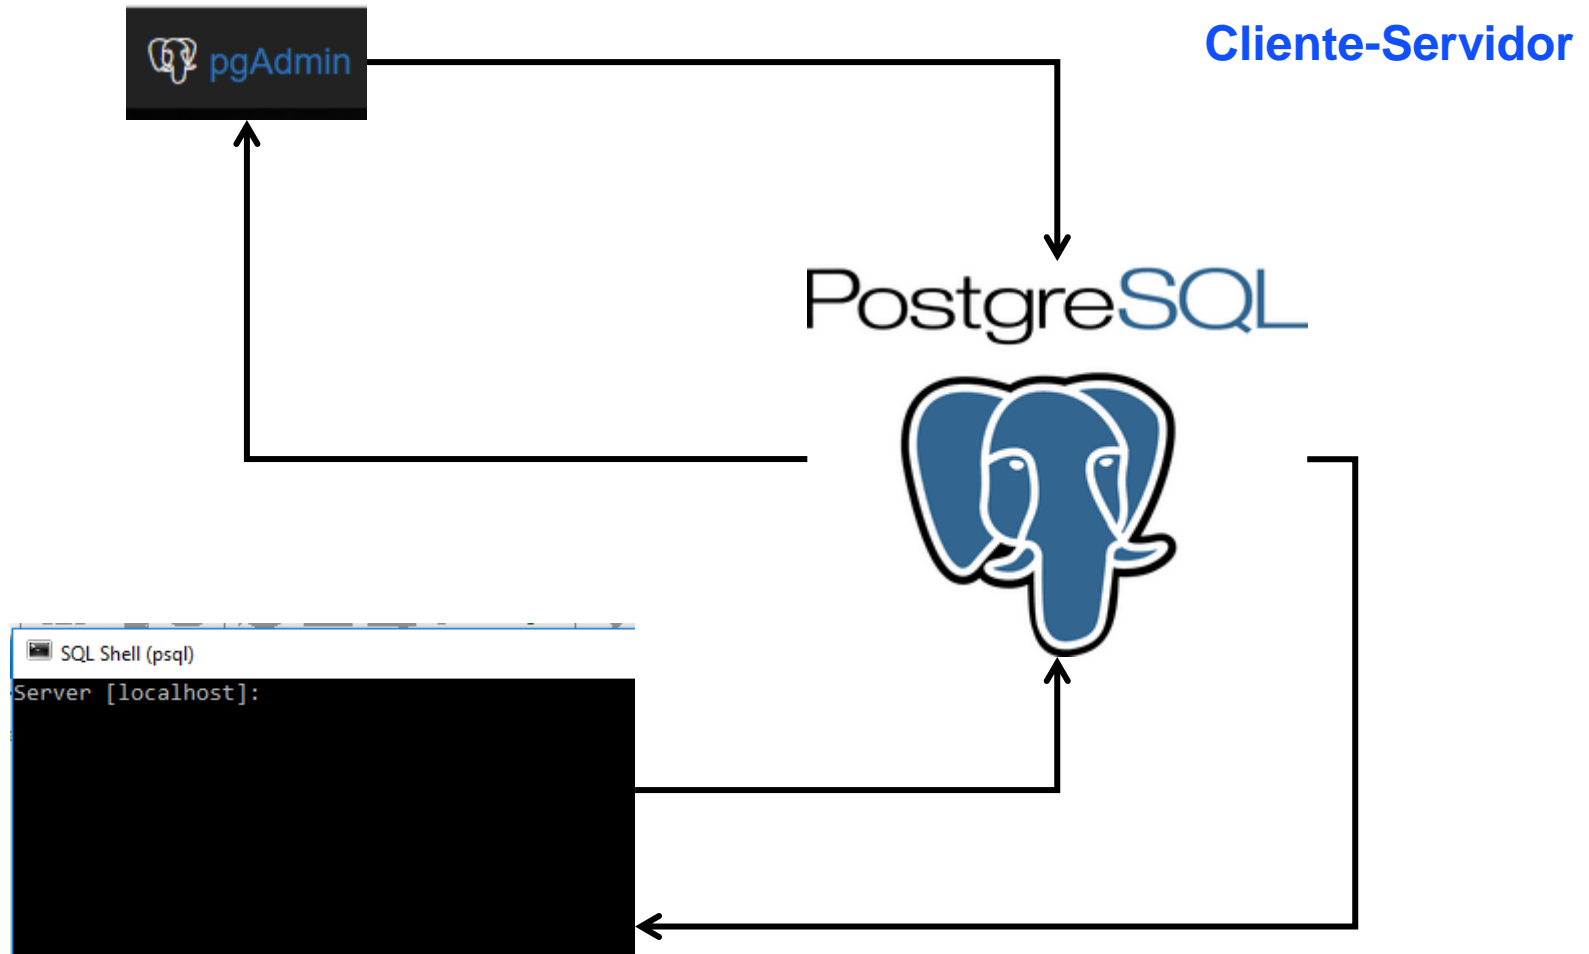 Cliente-Servidor
pgAdmin
PostgreSQL
SQL Shell (psql)
Server [localhost]: